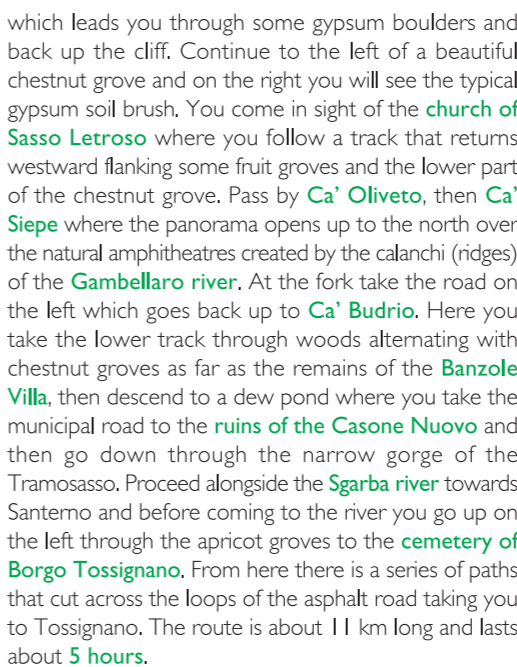 which leads you through some gypsum boulders and
back up the cliff. Continue to the left of a beautiful
chestnut grove and on the right you will see the typical
gypsum soil brush. You come in sight of the church of
Sasso Letroso where you follow a track that returns
westward flanking some fruit groves and the lower part
of the chestnut grove. Pass by Ca’ Oliveto, then Ca’
Siepe where the panorama opens up to the north over
the natural amphitheatres created by the calanchi (ridges)
of the Gambellaro river. At the fork take the road on
the left which goes back up to Ca’ Budrio. Here you
take the lower track through woods alternating with
chestnut groves as far as the remains of the Banzole
Villa, then descend to a dew pond where you take the
municipal road to the ruins of the Casone Nuovo and
then go down through the narrow gorge of the
Tramosasso. Proceed alongside the Sgarba river towards
Santerno and before coming to the river you go up on
the left through the apricot groves to the cemetery of
Borgo Tossignano. From here there is a series of paths
that cut across the loops of the asphalt road taking you
to Tossignano. The route is about 11 km long and lasts
about 5 hours.